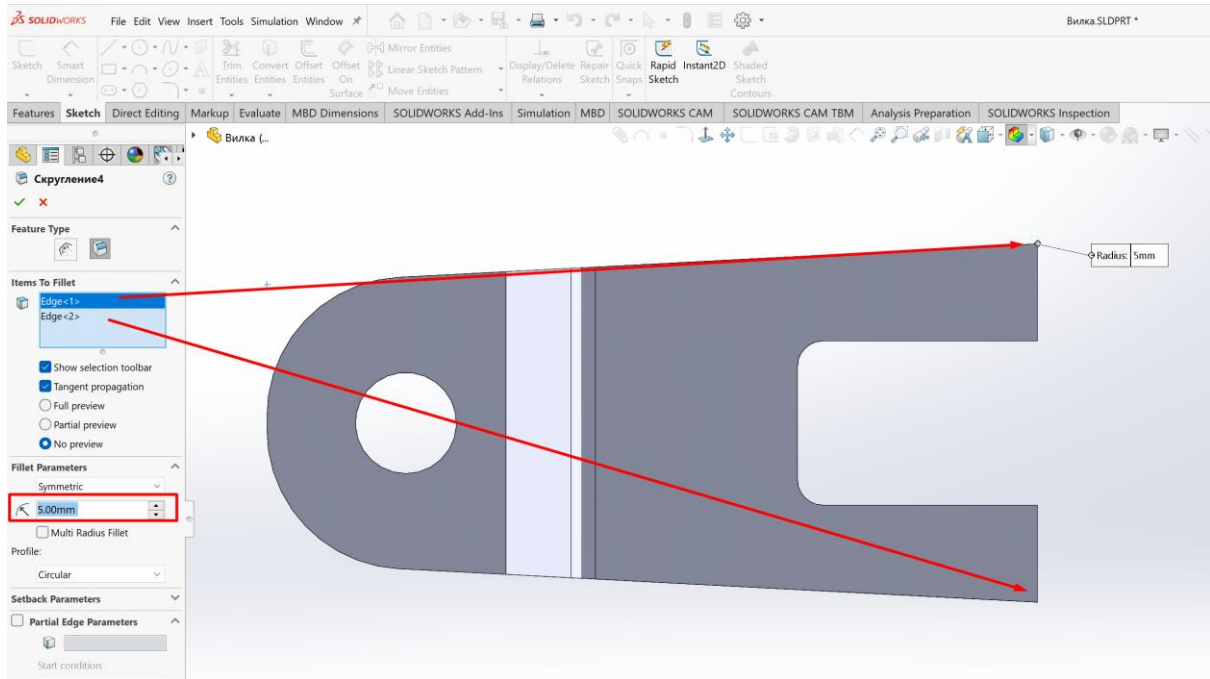 SOLIDWORKS File Edit View Insert Tools Simulation Window Вилка.SLDPRT *
Sketch Smart Dimension Trim Entities Convert Entities Offset Entities Offset On Surface Mirror Entities Linear Sketch Pattern Move Entities Display/Delete Relations Repair Sketch Quick Snaps Rapid Sketch Instant2D Shaded Sketch Contours
Features Sketch Direct Editing Markup Evaluate MBD Dimensions SOLIDWORKS Add-Ins Simulation MBD SOLIDWORKS CAM SOLIDWORKS CAM TBM Analysis Preparation SOLIDWORKS Inspection
Вилка (...
Скругление4
Feature Type
Items To Fillet
Edge<1>
Edge<2>
Show selection toolbar
Tangent propagation
Full preview
Partial preview
No preview
Fillet Parameters
Symmetric
5.00mm
Multi Radius Fillet
Profile:
Circular
Setback Parameters
Partial Edge Parameters
Start condition:
Radius: 5mm